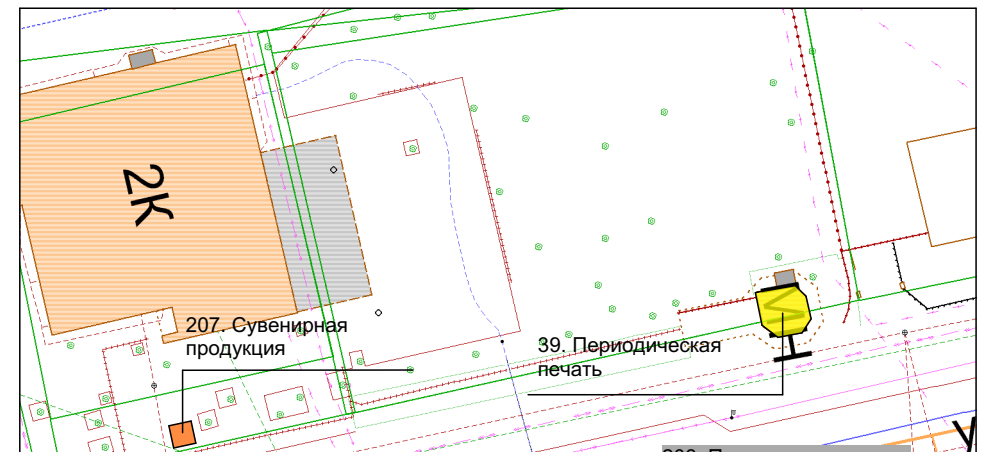 2К
207. Сувенирная
продукция
39. Периодическая
печать